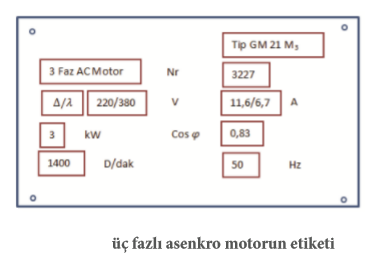 Tip GM 21 M₃
3 Faz AC Motor Nr 3227
Δ/λ 220/380 V 11,6/6,7 A
3 kW Cos φ 0,83
1400 D/dak 50 Hz
üç fazlı asenkro motorun etiketi